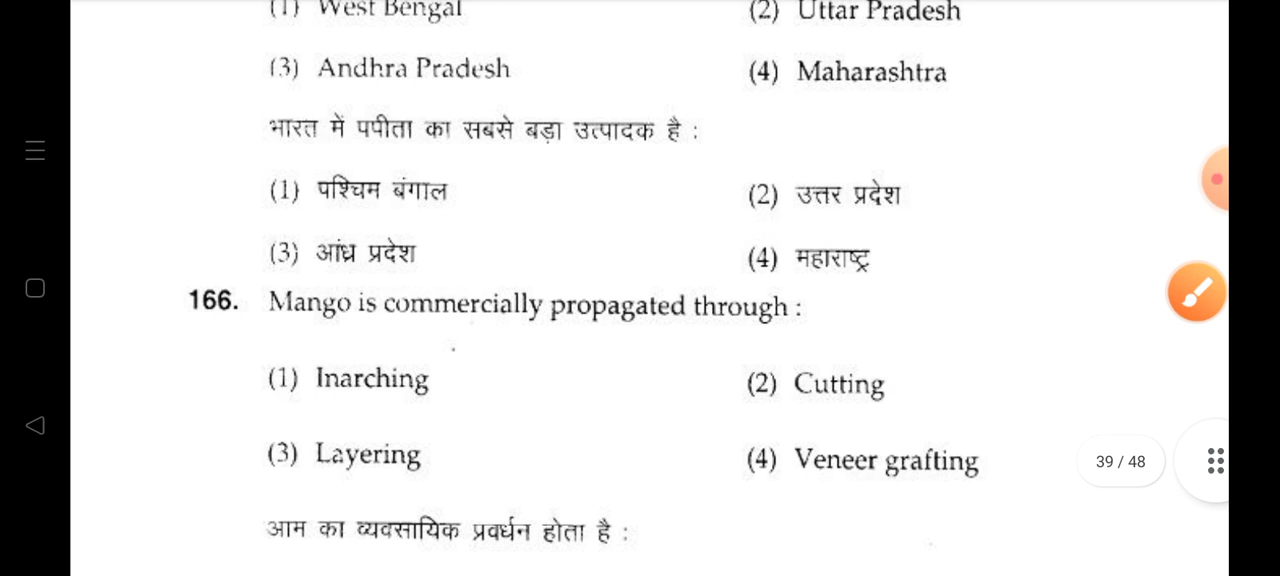 (1) West Bengal (2) Uttar Pradesh
(3) Andhra Pradesh (4) Maharashtra
भारत में पपीता का सबसे बड़ा उत्पादक है :
(1) पश्चिम बंगाल (2) उत्तर प्रदेश
(3) आंध्र प्रदेश (4) महाराष्ट्र
166. Mango is commercially propagated through :
(1) Inarching (2) Cutting
(3) Layering (4) Veneer grafting
39 / 48
आम का व्यवसायिक प्रवर्धन होता है :